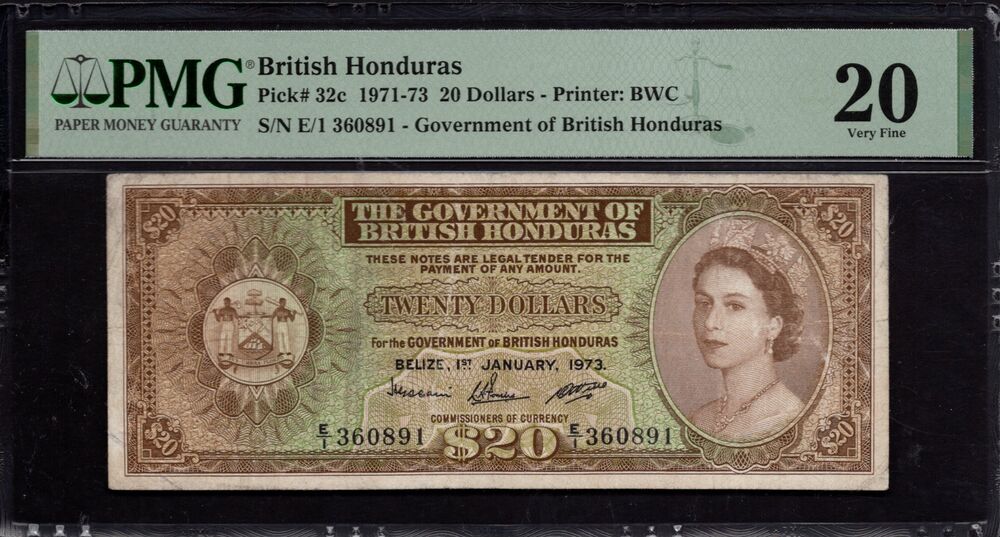 PMG®
PAPER MONEY GUARANTY
British Honduras
Pick# 32c 1971-73 20 Dollars - Printer: BWC
S/N E/1 360891 - Government of British Honduras
20
Very Fine
$20
$20
THE GOVERNMENT OF
BRITISH HONDURAS
THESE NOTES ARE LEGAL TENDER FOR THE
PAYMENT OF ANY AMOUNT.
TWENTY DOLLARS
For the GOVERNMENT OF BRITISH HONDURAS
BELIZE, 1ST JANUARY, 1973.
COMMISSIONERS OF CURRENCY
E/1 360891
$20
E/1 360891
$20
$20